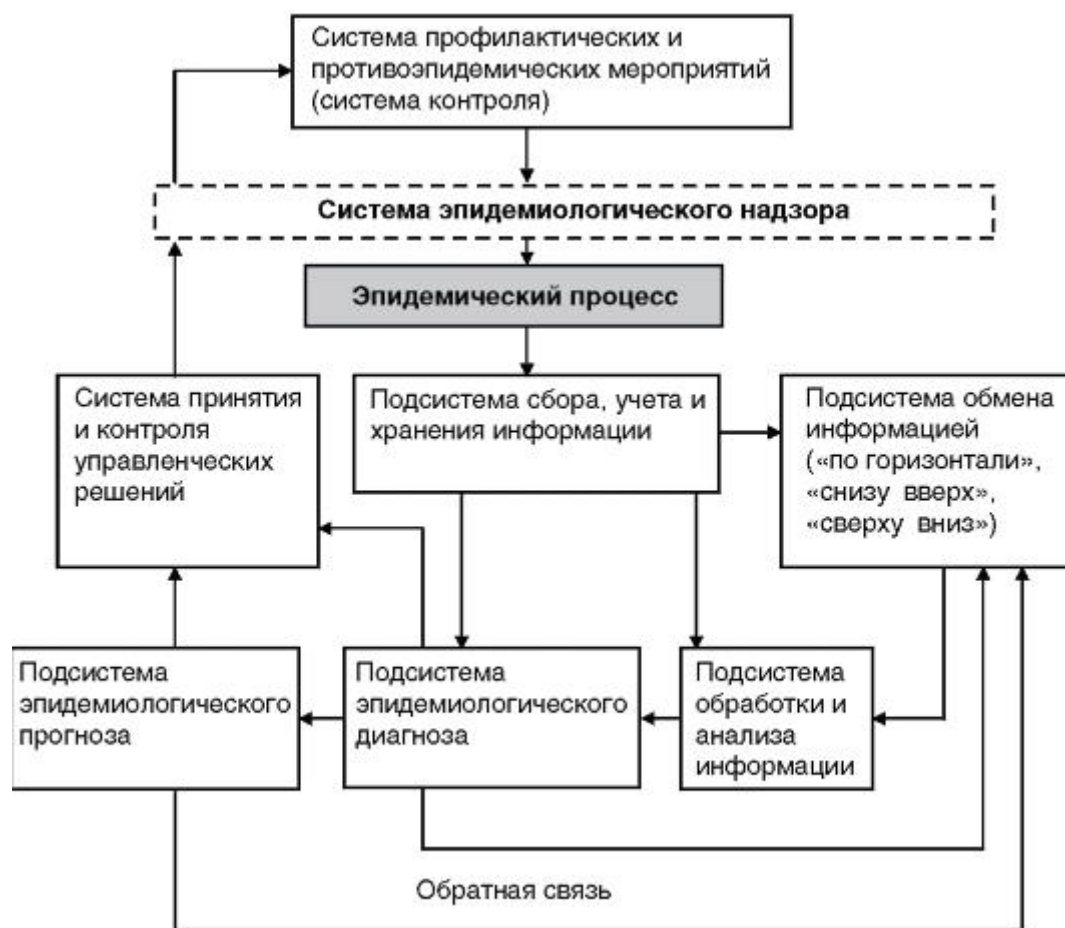 Система профилактических и
противоэпидемических мероприятий
(система контроля)
Система эпидемиологического надзора
Эпидемический процесс
Система принятия
и контроля
управленческих
решений
Подсистема сбора, учета и
хранения информации
Подсистема обмена
информацией
(«по горизонтали»,
«снизу вверх»,
«сверху вниз»)
Подсистема
эпидемиологического
прогноза
Подсистема
эпидемиологического
диагноза
Подсистема
обработки и
анализа
информации
Обратная связь